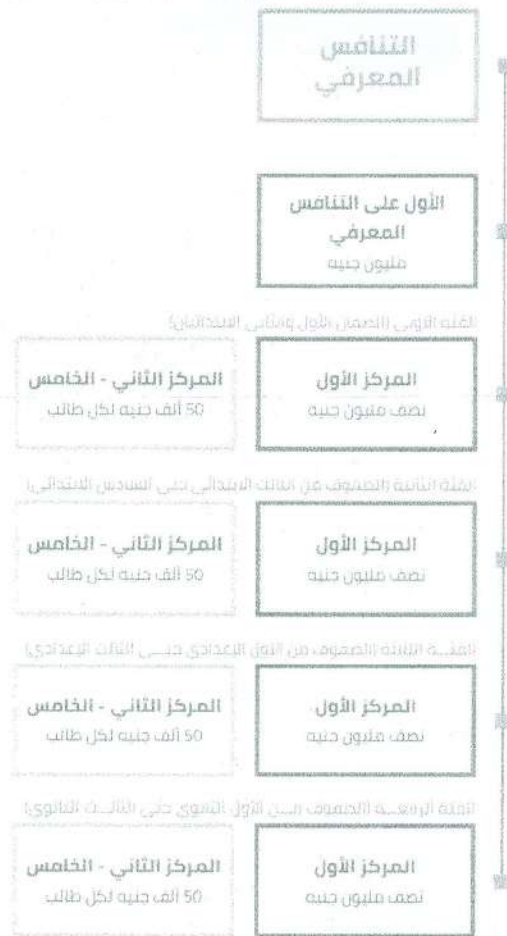 التنافس
المعرفي
الأول على التنافس
المعرفي
مليون جنيه
الفئة الأولى (الصفين الأول والثاني الابتدائيان)
المركز الأول
نصف مليون جنيه
المركز الثاني - الخامس
50 ألف جنيه لكل طالب
الفئة الثانية (الصفوف من الثالث الابتدائي حتى السادس الابتدائي)
المركز الأول
نصف مليون جنيه
المركز الثاني - الخامس
50 ألف جنيه لكل طالب
الفئة الثالثة (الصفوف من الأول الإعدادي حتى الثالث الإعدادي)
المركز الأول
نصف مليون جنيه
المركز الثاني - الخامس
50 ألف جنيه لكل طالب
الفئة الرابعة (الصفوف من الأول الثانوي حتى الثالث الثانوي)
المركز الأول
نصف مليون جنيه
المركز الثاني - الخامس
50 ألف جنيه لكل طالب